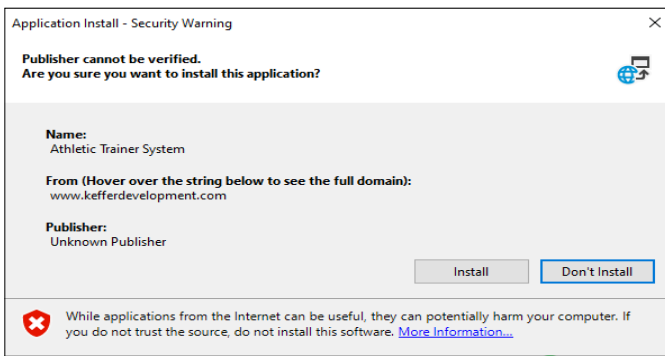 Application Install - Security Warning
Publisher cannot be verified.
Are you sure you want to install this application?
Name:
Athletic Trainer System
From (Hover over the string below to see the full domain):
www.kefferdevelopment.com
Publisher:
Unknown Publisher
Install
Don't Install
While applications from the Internet can be useful, they can potentially harm your computer. If
you do not trust the source, do not install this software. More Information...